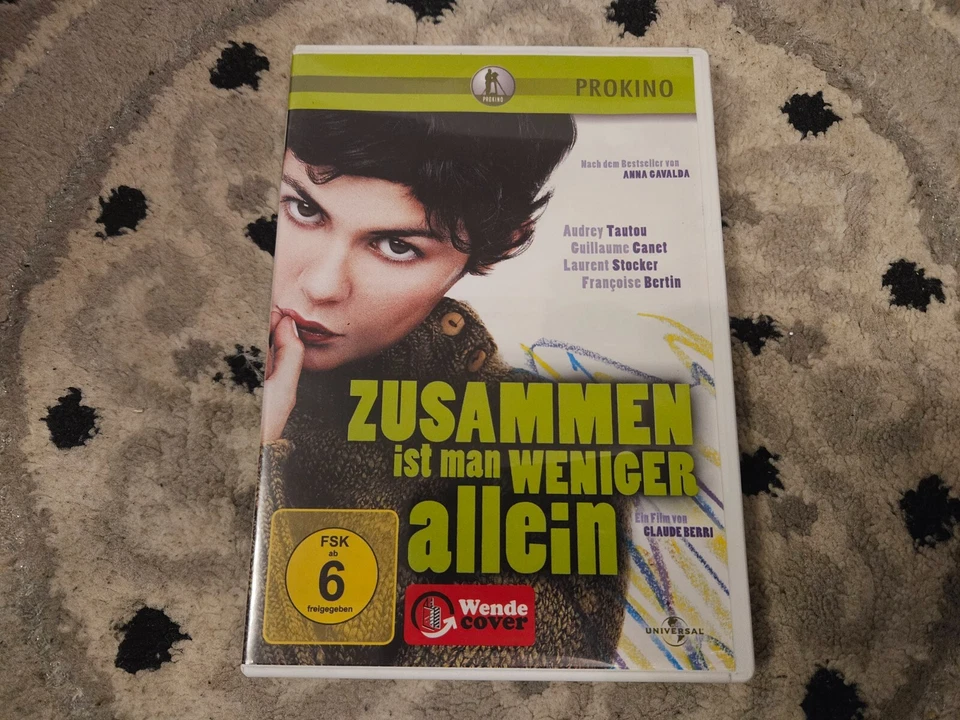 PROKINO
PROKINO
Nach dem Bestseller von
ANNA GAVALDA
Audrey Tautou
Guillaume Canet
Laurent Stocker
Françoise Bertin
ZUSAMMEN
ist man WENIGER
allein
Ein Film von
CLAUDE BERRI
FSK
ab
6
freigegeben
Wende
cover
UNIVERSAL